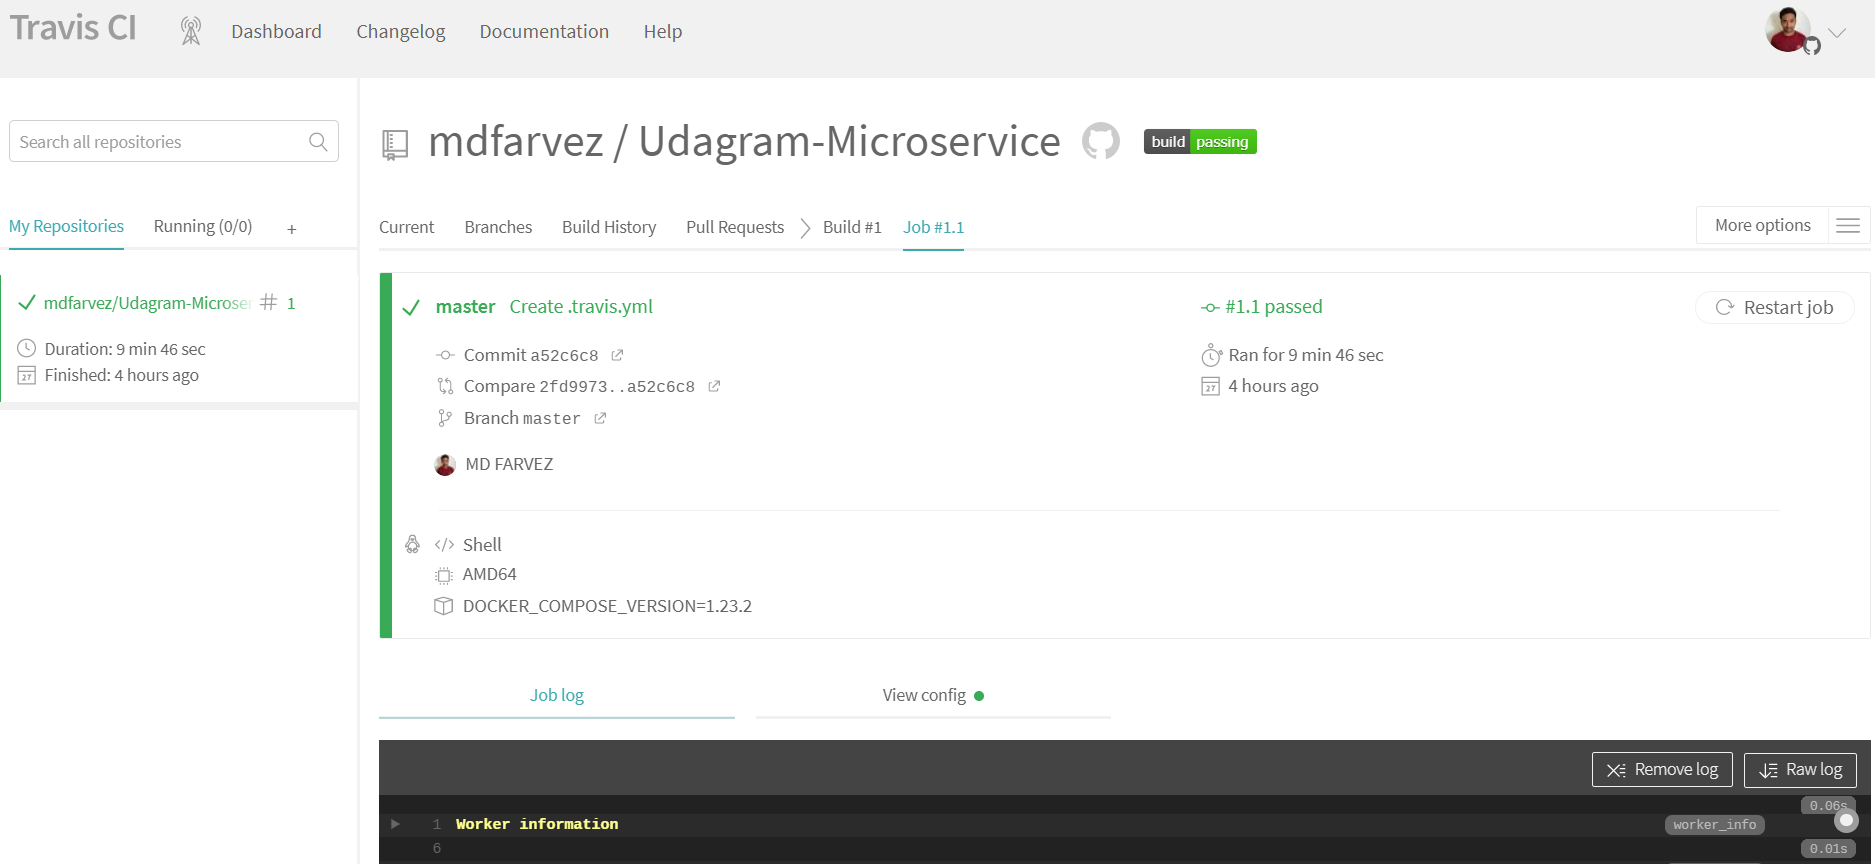 Travis CI
Dashboard
Changelog
Documentation
Help
Search all repositories
My Repositories
Running (0/0)
+
mdfarvez/Udagram-Microser
# 1
Duration: 9 min 46 sec
27
Finished: 4 hours ago
mdfarvez / Udagram-Microservice
build passing
Current
Branches
Build History
Pull Requests
Build #1
Job #1.1
More options
master Create .travis.yml
Commit a52c6c8
Compare 2fd9973..a52c6c8
Branch master
MD FARVEZ
#1.1 passed
Ran for 9 min 46 sec
27
4 hours ago
Restart job
</> Shell
AMD64
DOCKER_COMPOSE_VERSION=1.23.2
Job log
View config
Remove log
Raw log
0.06s
1 Worker information
worker_info
6
0.01s